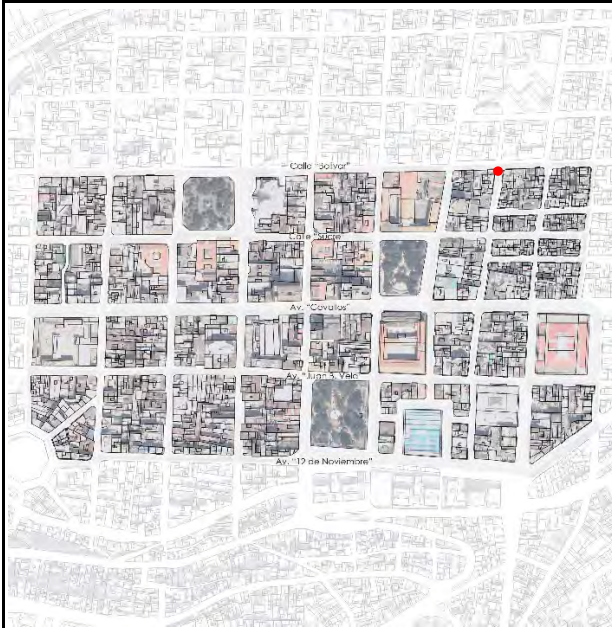 Calle "Bolívar"
Calle "Sucre"
Av. "Cevallos"
Av. "Juan B. Vela"
Av. "12 de Noviembre"